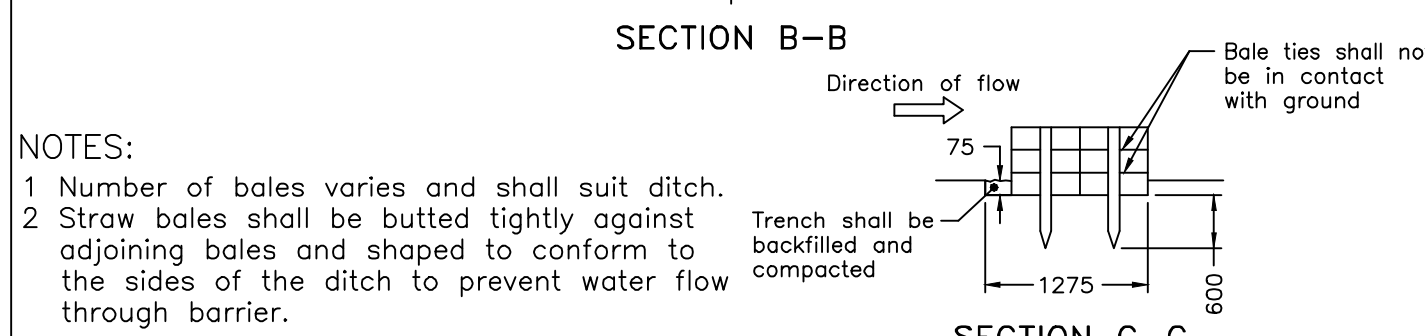 SECTION B-B
Direction of flow
Bale ties shall no
be in contact
with ground
75
NOTES:
1 Number of bales varies and shall suit ditch.
2 Straw bales shall be butted tightly against
adjoining bales and shaped to conform to
the sides of the ditch to prevent water flow
through barrier.
Trench shall be
backfilled and
compacted
1275
600
SECTION